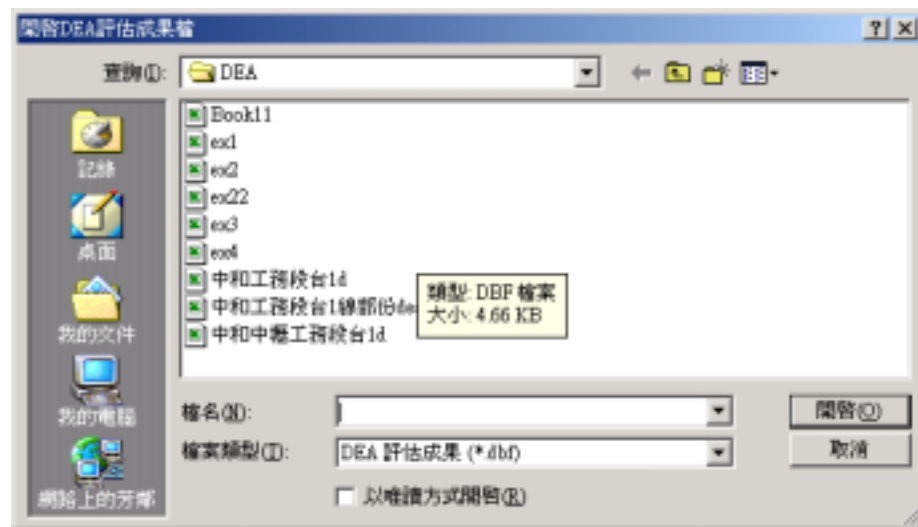 開啓DEA評估成果檔
查詢(I): DEA
記錄
桌面
我的文件
我的電腦
網路上的芳鄰
Book11
ex1
ex2
ex22
ex3
ex4
中和工務段台1d
中和工務段台1線部份de
中和中壢工務段台1d
類型: DBF 檔案
大小: 4.66 KB
檔名(N):
開啓(O)
檔案類型(T): DEA 評估成果 (*.dbf)
取消
以唯讀方式開啓(R)